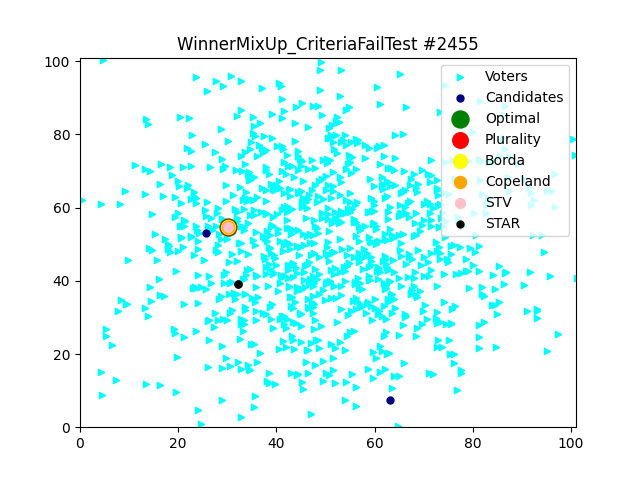 WinnerMixUp_CriteriaFailTest #2455
100
80
60
40
20
0
0 20 40 60 80 100
Voters
Candidates
Optimal
Plurality
Borda
Copeland
STV
STAR